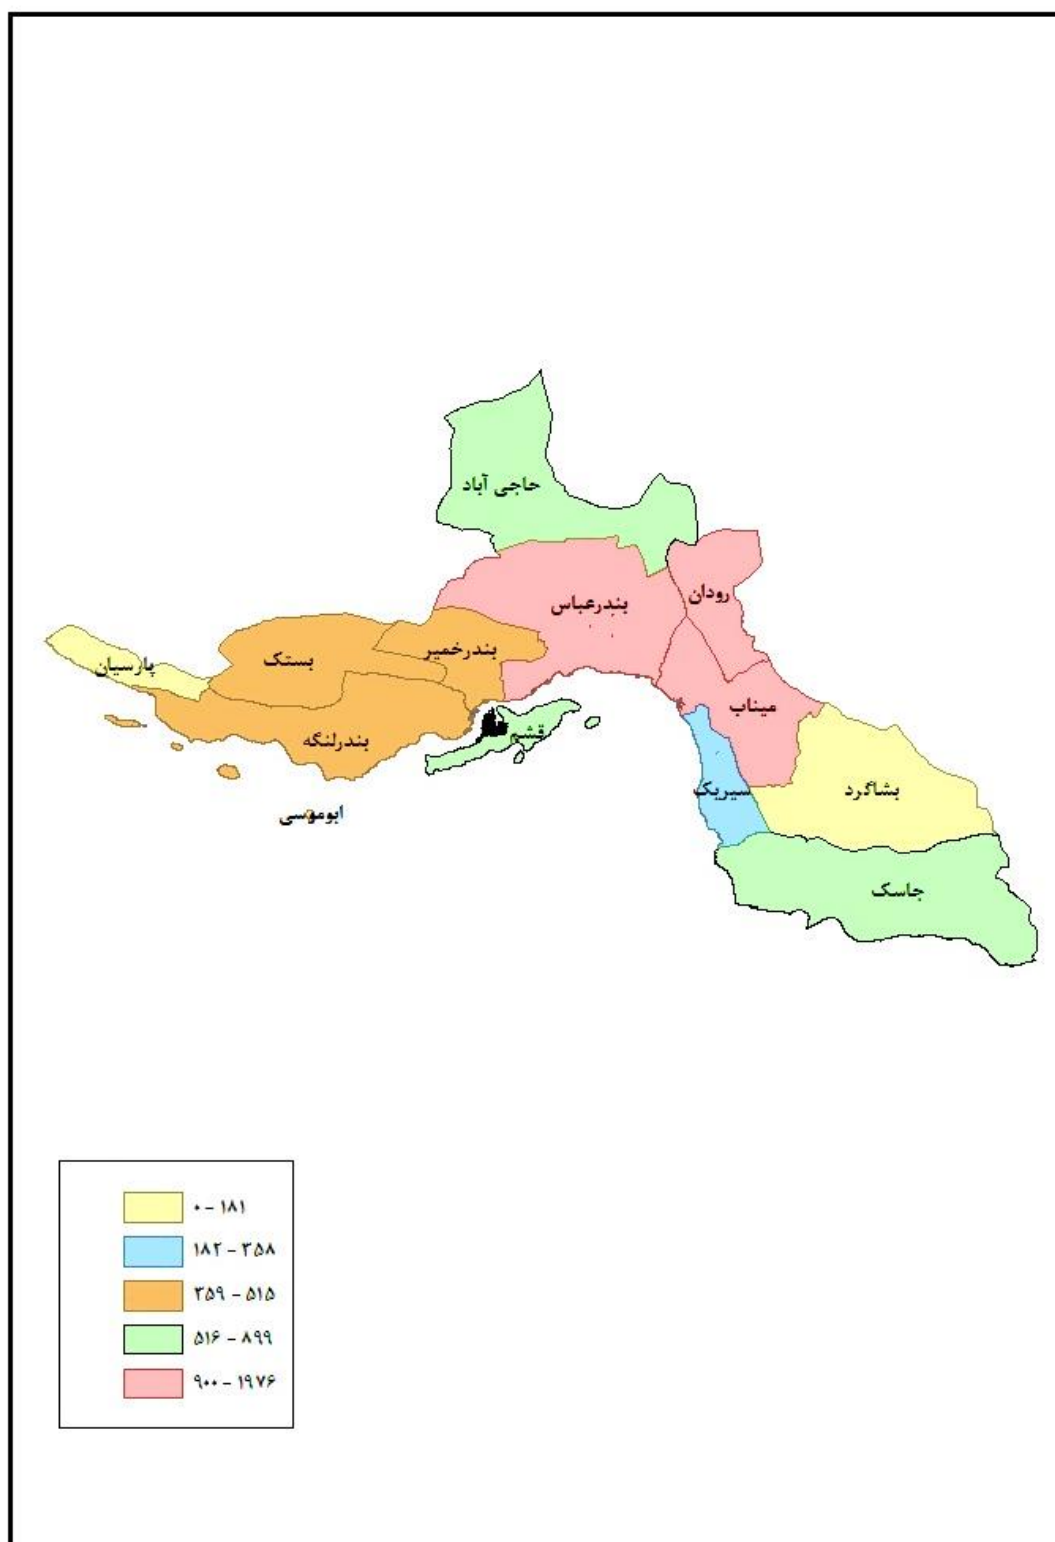 حاجی آباد
رودان
بندرعباس
بندرخمیر
بستک
پارسیان
میناب
قشم
بندرلنگه
سیریک
بشاگرد
ابوموسی
جاسک
۰ - ۱۸۱
۱۸۲ - ۳۵۸
۳۵۹ - ۵۱۵
۵۱۶ - ۸۹۹
۹۰۰ - ۱۹۷۶